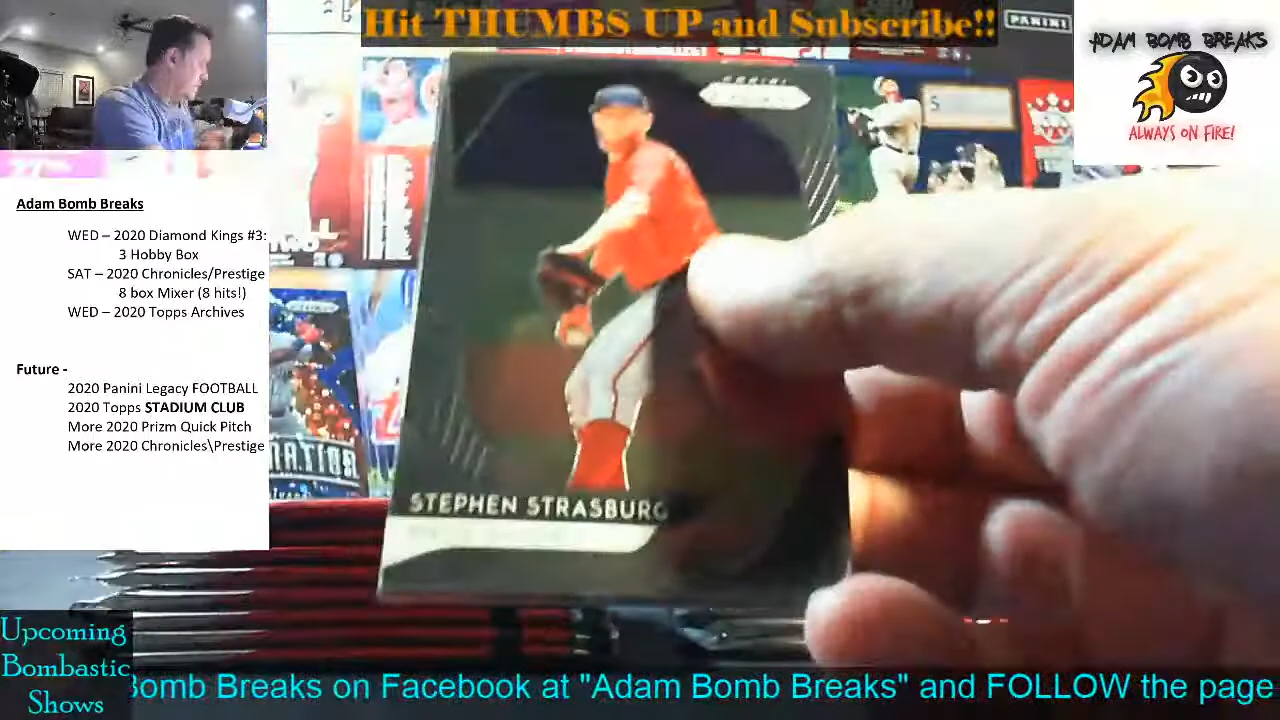 Hit THUMBS UP and Subscribe!!
PANINI
ADAM BOMB BREAKS
ALWAYS ON FIRE!
Adam Bomb Breaks
WED – 2020 Diamond Kings #3:
3 Hobby Box
SAT – 2020 Chronicles/Prestige
8 box Mixer (8 hits!)
WED – 2020 Topps Archives
Future -
2020 Panini Legacy FOOTBALL
2020 Topps STADIUM CLUB
More 2020 Prizm Quick Pitch
More 2020 Chronicles\Prestige
PANINI
STEPHEN STRASBURG
Upcoming
Bombastic
Shows
Bomb Breaks on Facebook at "Adam Bomb Breaks" and FOLLOW the page